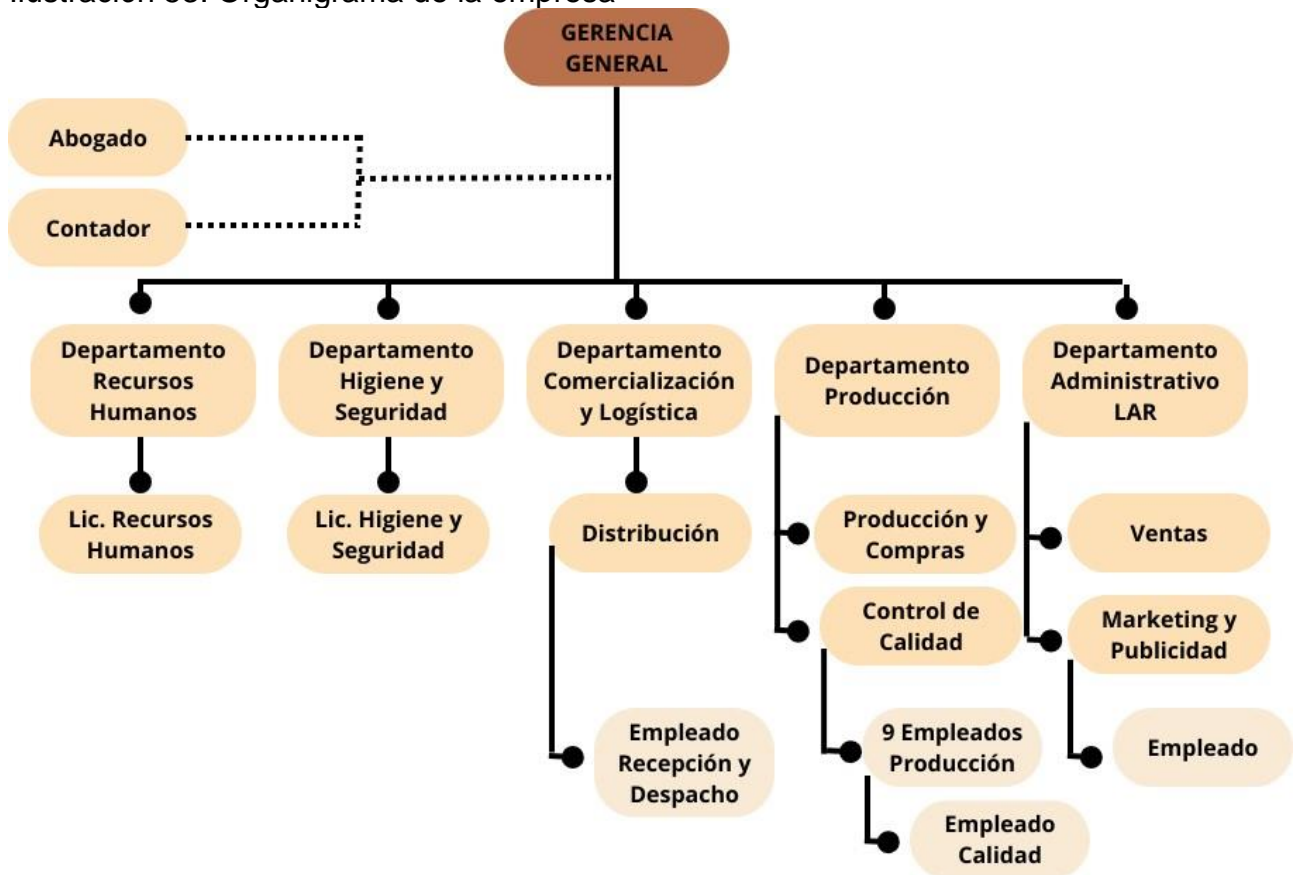 GERENCIA
GENERAL
Abogado
Contador
Departamento
Recursos
Humanos
Departamento
Higiene y
Seguridad
Departamento
Comercialización
y Logística
Departamento
Producción
Departamento
Administrativo
LAR
Lic. Recursos
Humanos
Lic. Higiene y
Seguridad
Distribución
Producción y
Compras
Ventas
Control de
Calidad
Marketing y
Publicidad
Empleado
Recepción y
Despacho
9 Empleados
Producción
Empleado
Empleado
Calidad